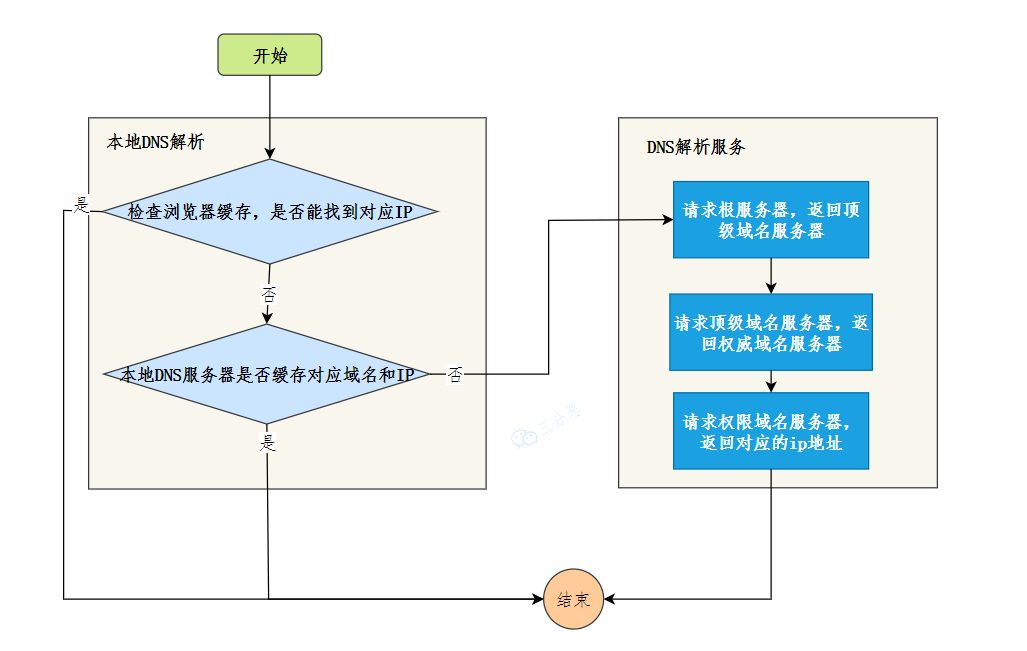 开始
本地DNS解析
是
检查浏览器缓存，是否能找到对应IP
否
本地DNS服务器是否缓存对应域名和IP
否
是
DNS解析服务
请求根服务器，返回顶
级域名服务器
请求顶级域名服务器，返
回权威域名服务器
请求权限域名服务器，
返回对应的ip地址
三分恶
结束